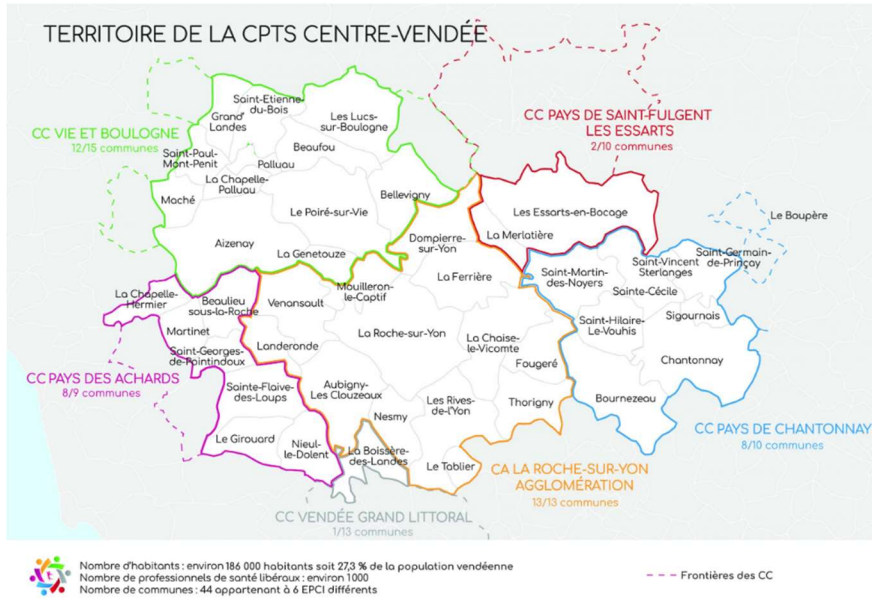 TERRITOIRE DE LA CPTS CENTRE-VENDÉE
CC VIE ET BOULOGNE
12/15 communes
CC PAYS DE SAINT-FULGENT
LES ESSARTS
2/10 communes
Saint-Etienne-
du-Bois
Grand'
Landes
Les Lucs-
sur-Boulogne
Beaufou
Saint-Paul-
Mont-Penit
Palluau
La Chapelle-
Palluau
Maché
Bellevigny
Le Poiré-sur-Vie
Aizenay
La Genetouze
Les Essarts-en-Bocage
La Merlatière
Le Boupère
Dompierre-
sur-Yon
La Ferrière
Saint-Germain-
de-Prinçay
Saint-Vincent
Sterlanges
Saint-Martin-
des-Noyers
Sainte-Cécile
Sigournais
Saint-Hilaire-
Le-Vouhis
Chantonnay
Bournezeau
La Chapelle-
Hermier
Beaulieu
sous-la-Roche
Venansault
Mouilleron-
le-Captif
Martinet
La Roche-sur-Yon
La Chaise-
le-Vicomte
Landeronde
Saint-Georges-
de-Pointindoux
Fougeré
CC PAYS DES ACHARDS
8/9 communes
Sainte-Flaive-
des-Loups
Aubigny-
Les Clouzeaux
Les Rives-
de-l'Yon
Thorigny
Nesmy
Le Girouard
Nieul-
le-Dolent
La Boissère-
des-Landes
Le Tablier
CC PAYS DE CHANTONNAY
8/10 communes
CA LA ROCHE-SUR-YON
AGGLOMÉRATION
13/13 communes
CC VENDÉE GRAND LITTORAL
1/13 communes
Nombre d'habitants : environ 186 000 habitants soit 27,3 % de la population vendéenne
Nombre de professionnels de santé libéraux : environ 1000
Nombre de communes : 44 appartenant à 6 EPCI différents
Frontières des CC